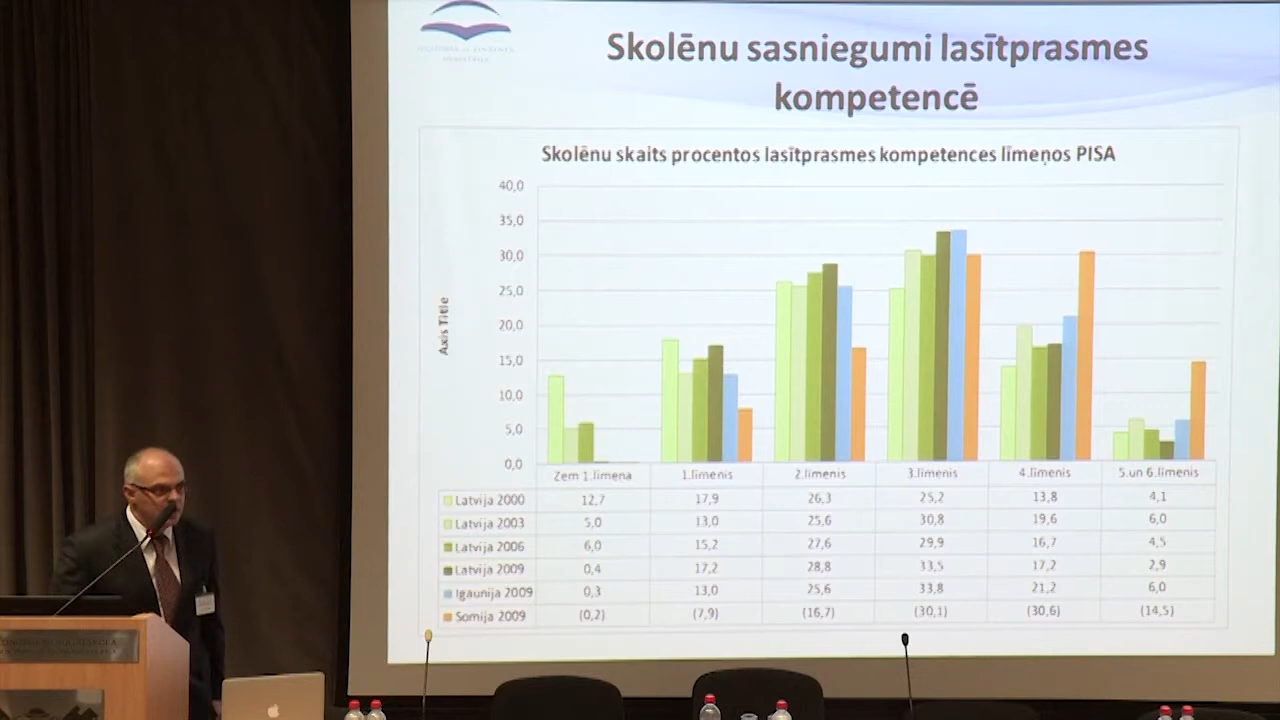 Skolēnu sasniegumi lasītprasmes
kompetencē
Skolēnu skaits procentos lasītprasmes kompetences līmeņos PISA
40,0
35,0
30,0
25,0
20,0
15,0
10,0
5,0
0,0
Axis Title
Zem 1.līmeņa 1.līmenis 2.līmenis 3.līmenis 4.līmenis 5.un 6.līmenis
Latvija 2000 12,7 17,9 26,3 25,2 13,8 4,1
Latvija 2003 5,0 13,0 25,6 30,8 19,6 6,0
Latvija 2006 6,0 15,2 27,6 29,9 16,7 4,5
Latvija 2009 0,4 17,2 28,8 33,5 17,2 2,9
Igaunija 2009 0,3 13,0 25,6 33,8 21,2 6,0
Somija 2009 (0,2) (7,9) (16,7) (30,1) (30,6) (14,5)